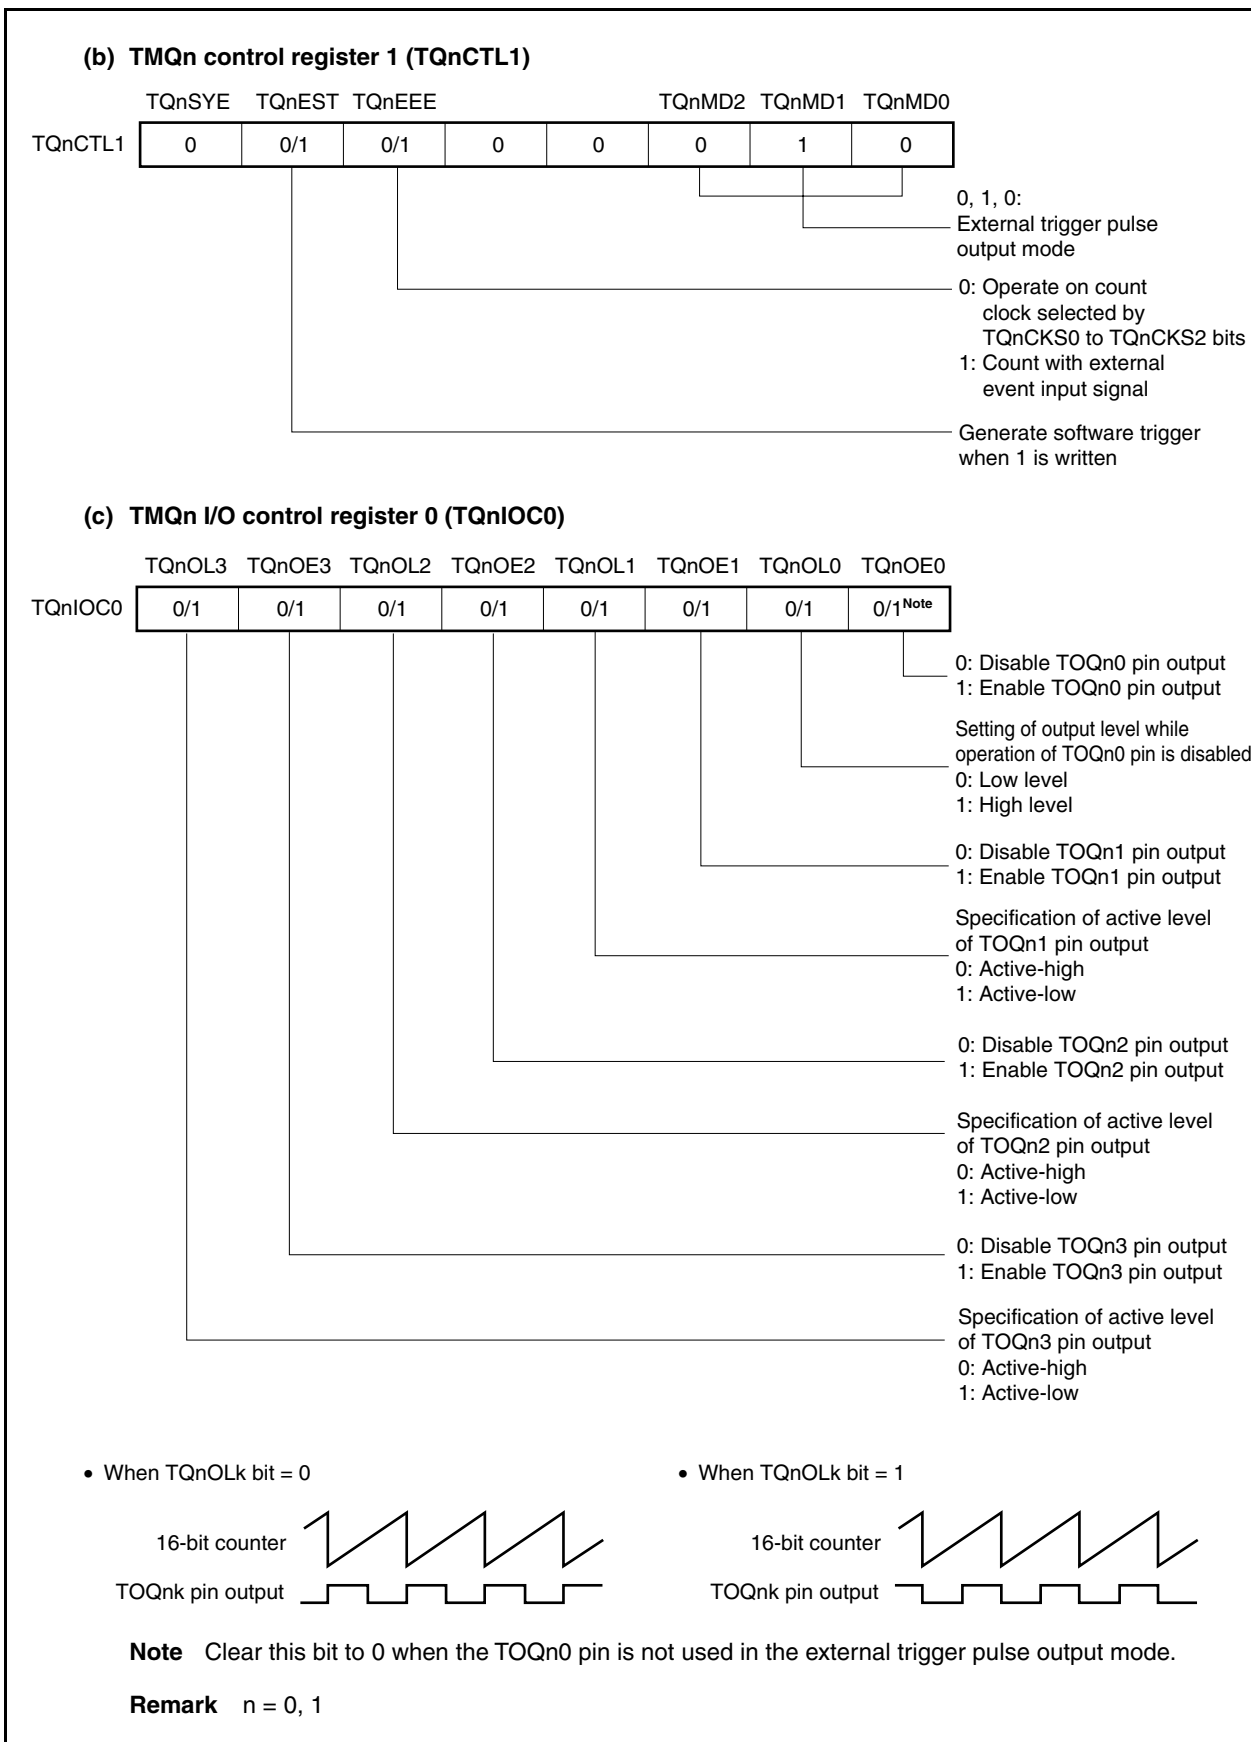 (b) TMQn control register 1 (TQnCTL1)
TQnSYE TQnEST TQnEEE TQnMD2 TQnMD1 TQnMD0
TQnCTL1 0 0/1 0/1 0 0 0 1 0
0, 1, 0:
External trigger pulse
output mode
0: Operate on count
clock selected by
TQnCKS0 to TQnCKS2 bits
1: Count with external
event input signal
Generate software trigger
when 1 is written
(c) TMQn I/O control register 0 (TQnIOC0)
TQnOL3 TQnOE3 TQnOL2 TQnOE2 TQnOL1 TQnOE1 TQnOL0 TQnOE0
TQnIOC0 0/1 0/1 0/1 0/1 0/1 0/1 0/1 0/1Note
0: Disable TOQn0 pin output
1: Enable TOQn0 pin output
Setting of output level while
operation of TOQn0 pin is disabled
0: Low level
1: High level
0: Disable TOQn1 pin output
1: Enable TOQn1 pin output
Specification of active level
of TOQn1 pin output
0: Active-high
1: Active-low
0: Disable TOQn2 pin output
1: Enable TOQn2 pin output
Specification of active level
of TOQn2 pin output
0: Active-high
1: Active-low
0: Disable TOQn3 pin output
1: Enable TOQn3 pin output
Specification of active level
of TOQn3 pin output
0: Active-high
1: Active-low
• When TQnOLk bit = 0
16-bit counter
TOQnk pin output
• When TQnOLk bit = 1
16-bit counter
TOQnk pin output
Note Clear this bit to 0 when the TOQn0 pin is not used in the external trigger pulse output mode.
Remark n = 0, 1